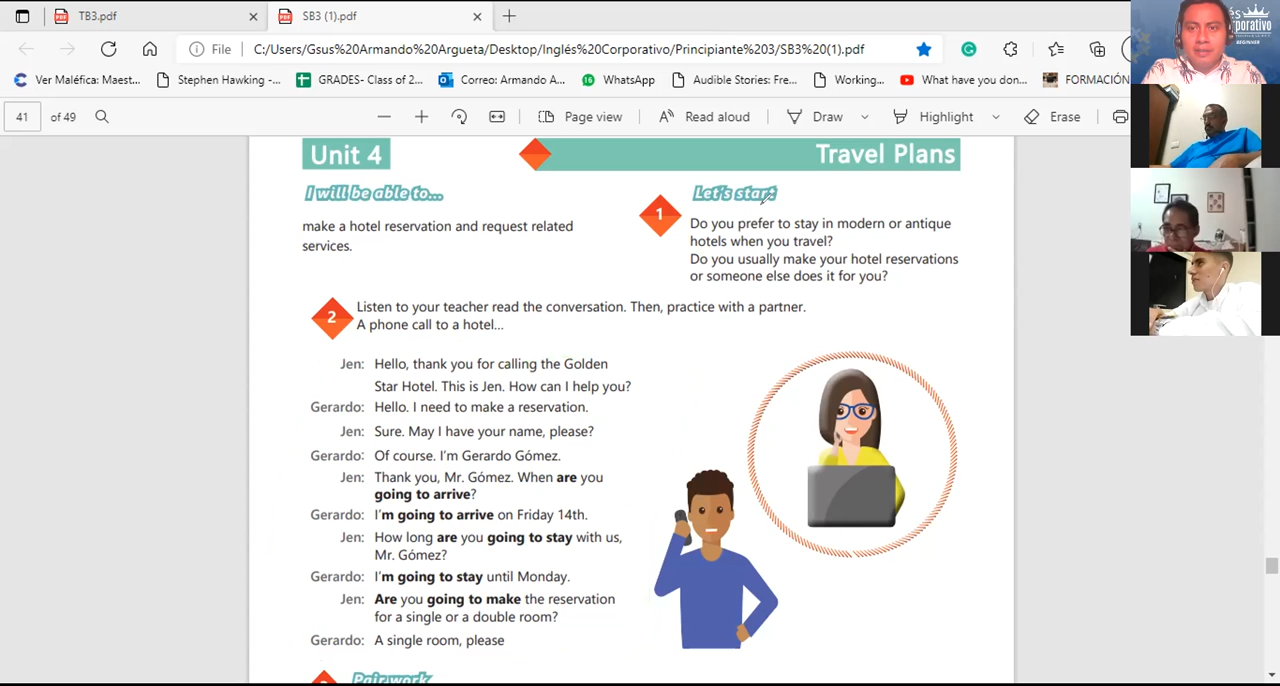 TB3.pdf
SB3 (1).pdf
File
C:/Users/Gsus%20Armando%20Argueta/Desktop/Inglés%20Corporativo/Principiante%203/SB3%20(1).pdf
Ver Maléfica: Maest...
Stephen Hawking -...
GRADES- Class of 2...
Correo: Armando A...
WhatsApp
Audible Stories: Fre...
Working...
What have you don...
FORMACIÓN
41 of 49
Page view
Read aloud
Draw
Highlight
Erase
Unit 4
Travel Plans
I will be able to...
make a hotel reservation and request related
services.
Let's start
1
Do you prefer to stay in modern or antique
hotels when you travel?
Do you usually make your hotel reservations
or someone else does it for you?
2
Listen to your teacher read the conversation. Then, practice with a partner.
A phone call to a hotel...
Jen: Hello, thank you for calling the Golden
Star Hotel. This is Jen. How can I help you?
Gerardo: Hello. I need to make a reservation.
Jen: Sure. May I have your name, please?
Gerardo: Of course. I'm Gerardo Gómez.
Jen: Thank you, Mr. Gómez. When are you
going to arrive?
Gerardo: I'm going to arrive on Friday 14th.
Jen: How long are you going to stay with us,
Mr. Gómez?
Gerardo: I'm going to stay until Monday.
Jen: Are you going to make the reservation
for a single or a double room?
Gerardo: A single room, please
Pair work